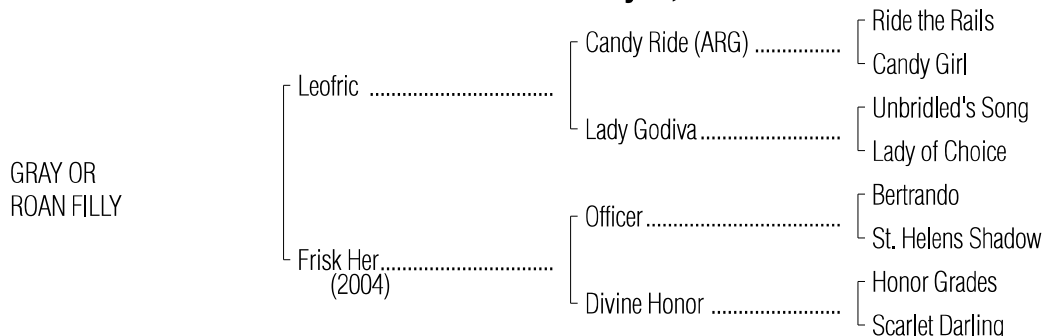 Ride the Rails
Candy Ride (ARG) ................
Candy Girl
Leofric ..................................
Unbridled's Song
Lady Godiva..........................
Lady of Choice
GRAY OR
ROAN FILLY
Bertrando
Officer....................................
St. Helens Shadow
Frisk Her................................
(2004)
Honor Grades
Divine Honor ........................
Scarlet Darling